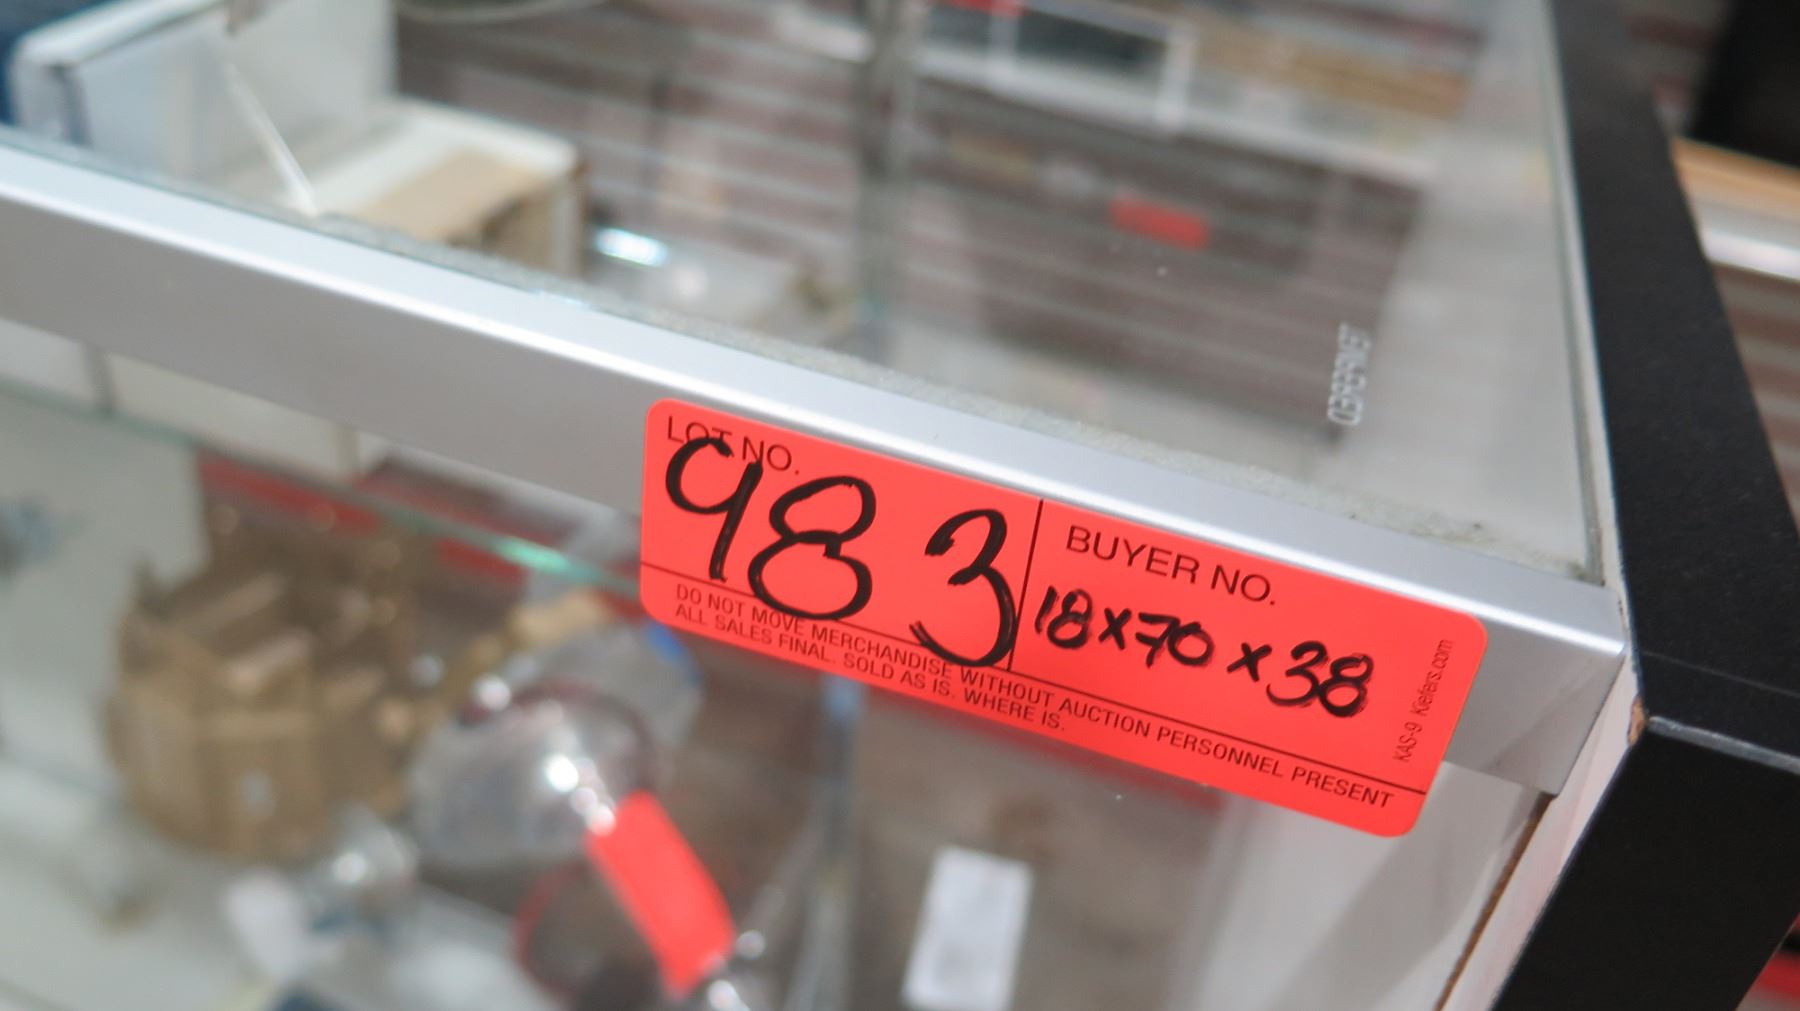 LOT NO.
983
BUYER NO.
18x70x38
DO NOT MOVE MERCHANDISE WITHOUT AUCTION PERSONNEL PRESENT
ALL SALES FINAL. SOLD AS IS. WHERE IS.
KAS-9 Kiefers.com